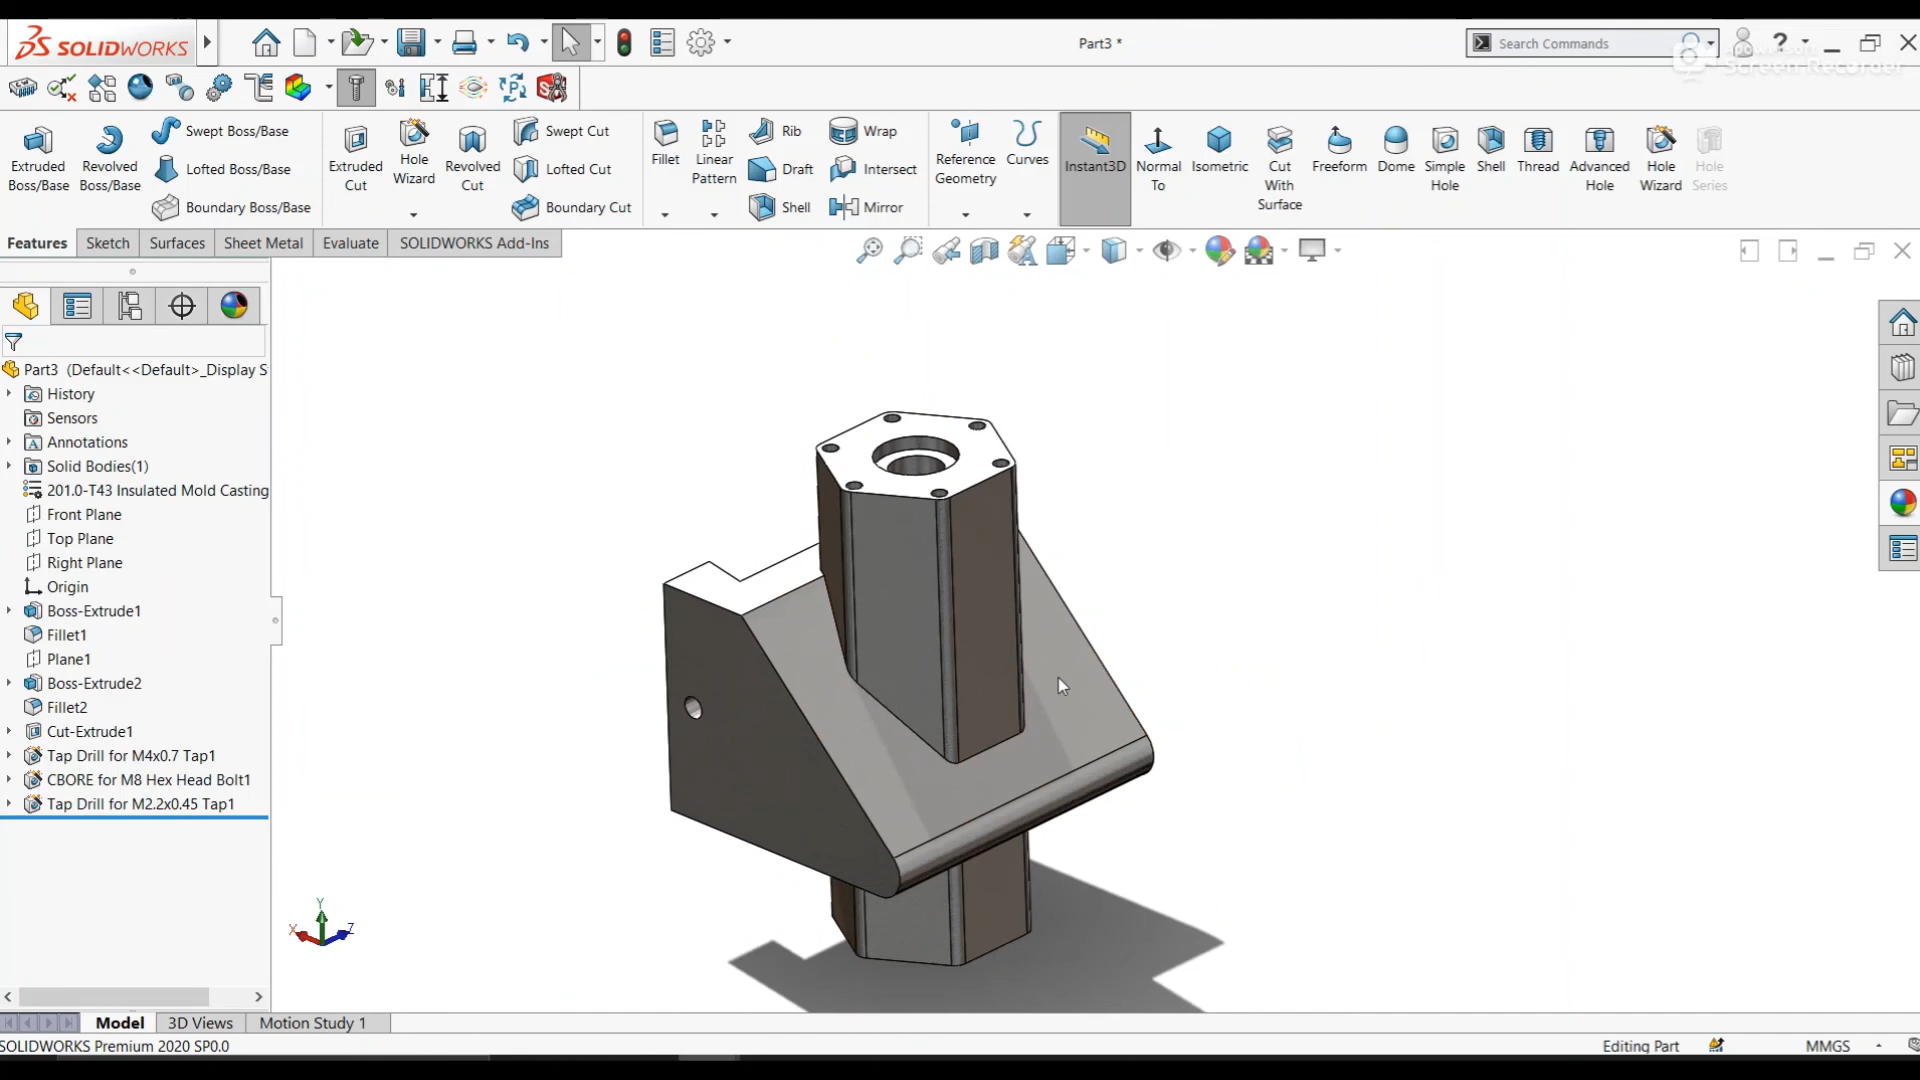 SOLIDWORKS
Part3 *
Search Commands
Screen Recorder
Extruded Boss/Base
Revolved Boss/Base
Swept Boss/Base
Lofted Boss/Base
Boundary Boss/Base
Extruded Cut
Hole Wizard
Revolved Cut
Swept Cut
Lofted Cut
Boundary Cut
Fillet
Linear Pattern
Rib
Draft
Shell
Wrap
Intersect
Mirror
Reference Geometry
Curves
Instant3D
Normal To
Isometric
Cut With Surface
Freeform
Dome
Simple Hole
Shell
Thread
Advanced Hole
Hole Wizard
Hole Series
Features
Sketch
Surfaces
Sheet Metal
Evaluate
SOLIDWORKS Add-Ins
Part3 (Default<<Default>_Display S
History
Sensors
Annotations
Solid Bodies(1)
201.0-T43 Insulated Mold Casting
Front Plane
Top Plane
Right Plane
Origin
Boss-Extrude1
Fillet1
Plane1
Boss-Extrude2
Fillet2
Cut-Extrude1
Tap Drill for M4x0.7 Tap1
CBORE for M8 Hex Head Bolt1
Tap Drill for M2.2x0.45 Tap1
Y
X
Z
Model
3D Views
Motion Study 1
SOLIDWORKS Premium 2020 SP0.0
Editing Part
MMGS